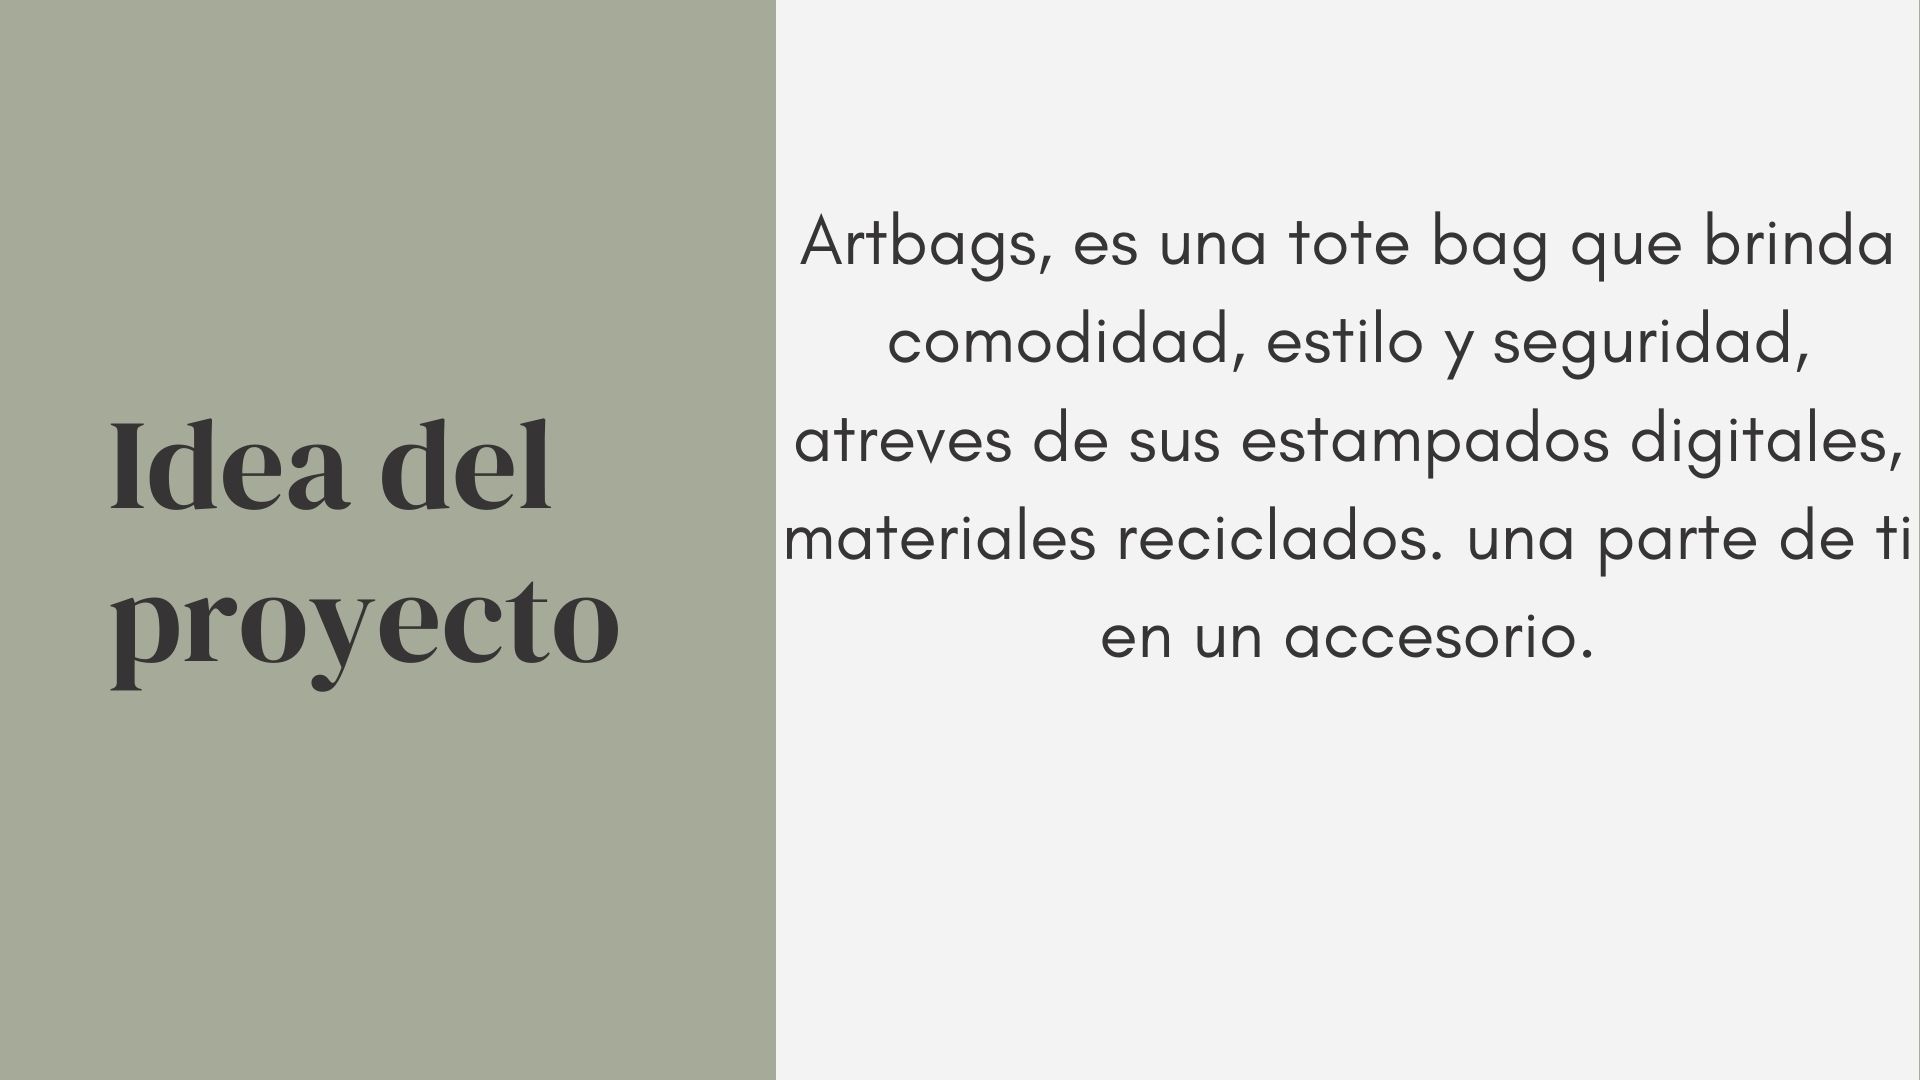 Idea del
proyecto
Artbags, es una tote bag que brinda
comodidad, estilo y seguridad,
atreves de sus estampados digitales,
materiales reciclados. una parte de ti
en un accesorio.